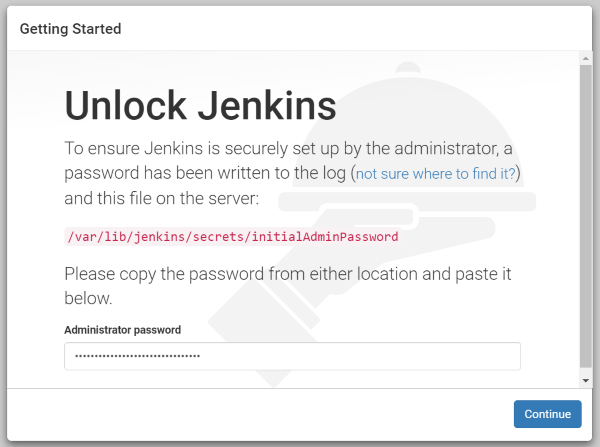 Getting Started
Unlock Jenkins
To ensure Jenkins is securely set up by the administrator, a
password has been written to the log (not sure where to find it?)
and this file on the server:
/var/lib/jenkins/secrets/initialAdminPassword
Please copy the password from either location and paste it
below.
Administrator password
••••••••••••••••••••••••••••••••
Continue